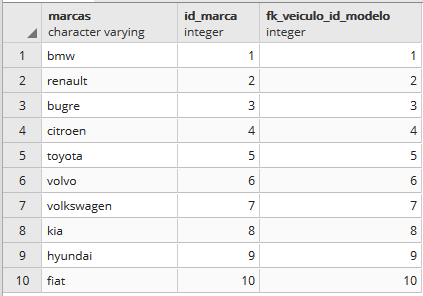 marcas id_marca fk_veiculo_id_modelo
character varying integer integer
1 bmw 1 1
2 renault 2 2
3 bugre 3 3
4 citroen 4 4
5 toyota 5 5
6 volvo 6 6
7 volkswagen 7 7
8 kia 8 8
9 hyundai 9 9
10 fiat 10 10